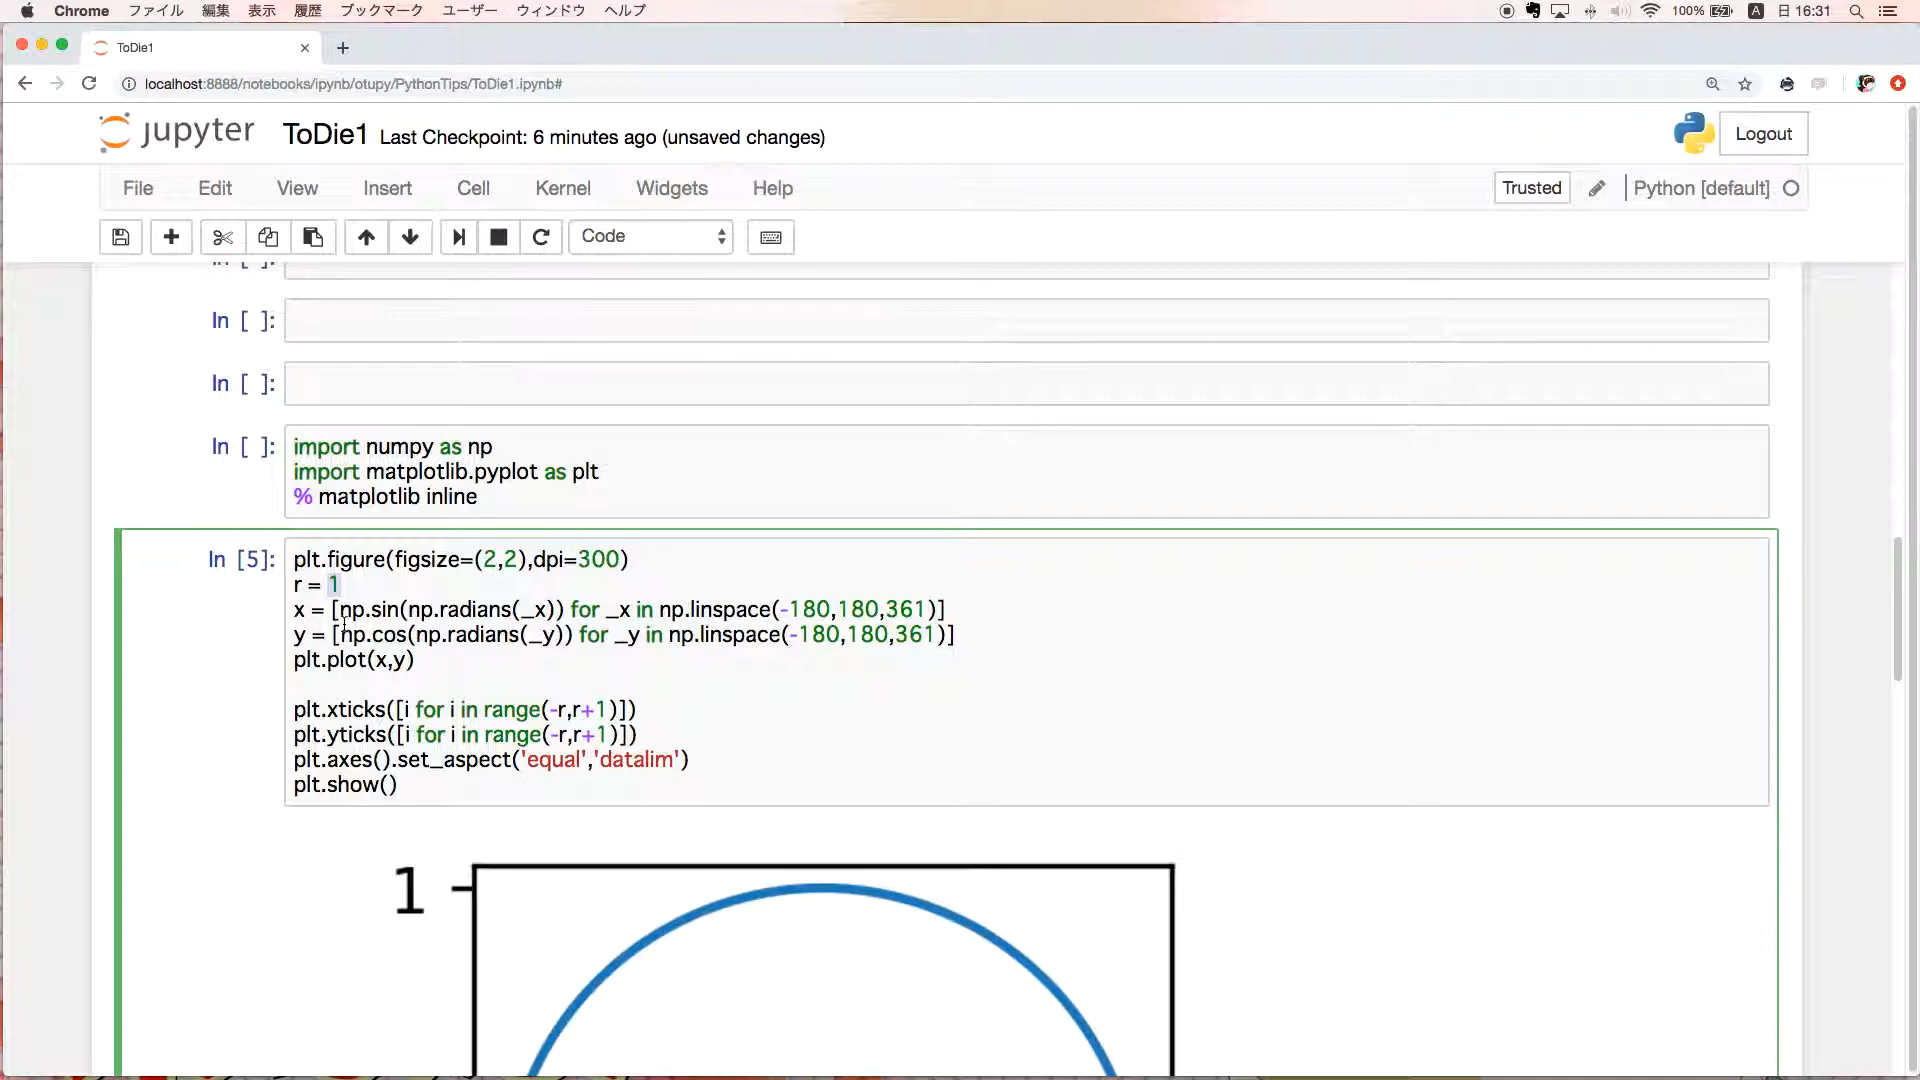 Chrome ファイル 編集 表示 履歴 ブックマーク ユーザー ウィンドウ ヘルプ 100% A 日 16:31
ToDie1
localhost:8888/notebooks/ipynb/otupy/PythonTips/ToDie1.ipynb#
jupyter ToDie1 Last Checkpoint: 6 minutes ago (unsaved changes) Logout
File Edit View Insert Cell Kernel Widgets Help Trusted Python [default]
Code
In [ ]:
In [ ]:
In [ ]:
In [ ]: import numpy as np
import matplotlib.pyplot as plt
% matplotlib inline
In [5]: plt.figure(figsize=(2,2),dpi=300)
r = 1
x = [np.sin(np.radians(_x)) for _x in np.linspace(-180,180,361)]
y = [np.cos(np.radians(_y)) for _y in np.linspace(-180,180,361)]
plt.plot(x,y)
plt.xticks([i for i in range(-r,r+1)])
plt.yticks([i for i in range(-r,r+1)])
plt.axes().set_aspect('equal','datalim')
plt.show()
1